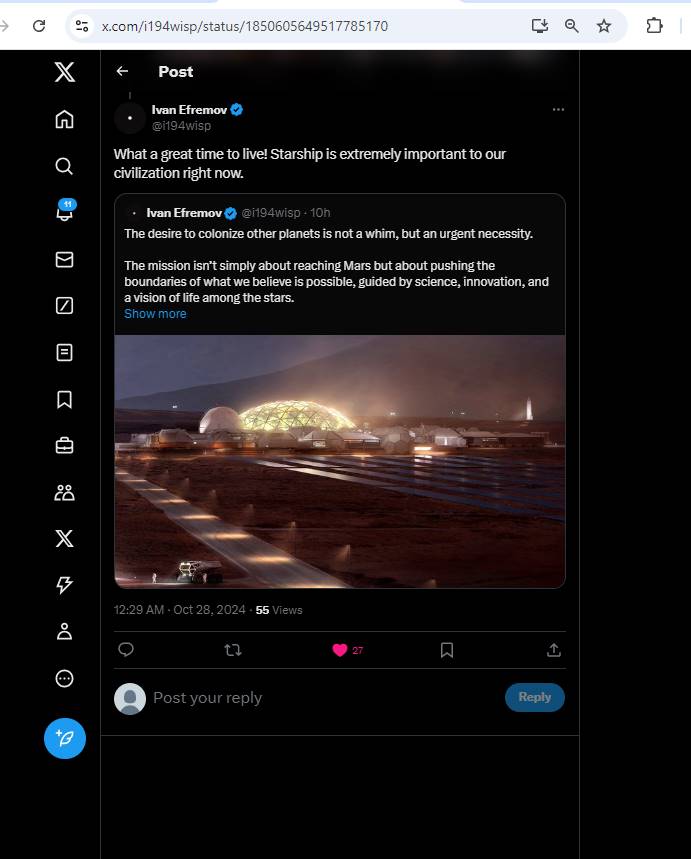 x.com/i194wisp/status/1850605649517785170
Post
Ivan Efremov
@i194wisp
What a great time to live! Starship is extremely important to our
civilization right now.
Ivan Efremov @i194wisp · 10h
The desire to colonize other planets is not a whim, but an urgent necessity.
The mission isn't simply about reaching Mars but about pushing the
boundaries of what we believe is possible, guided by science, innovation, and
a vision of life among the stars.
Show more
12:29 AM · Oct 28, 2024 · 55 Views
27
Post your reply
Reply
11